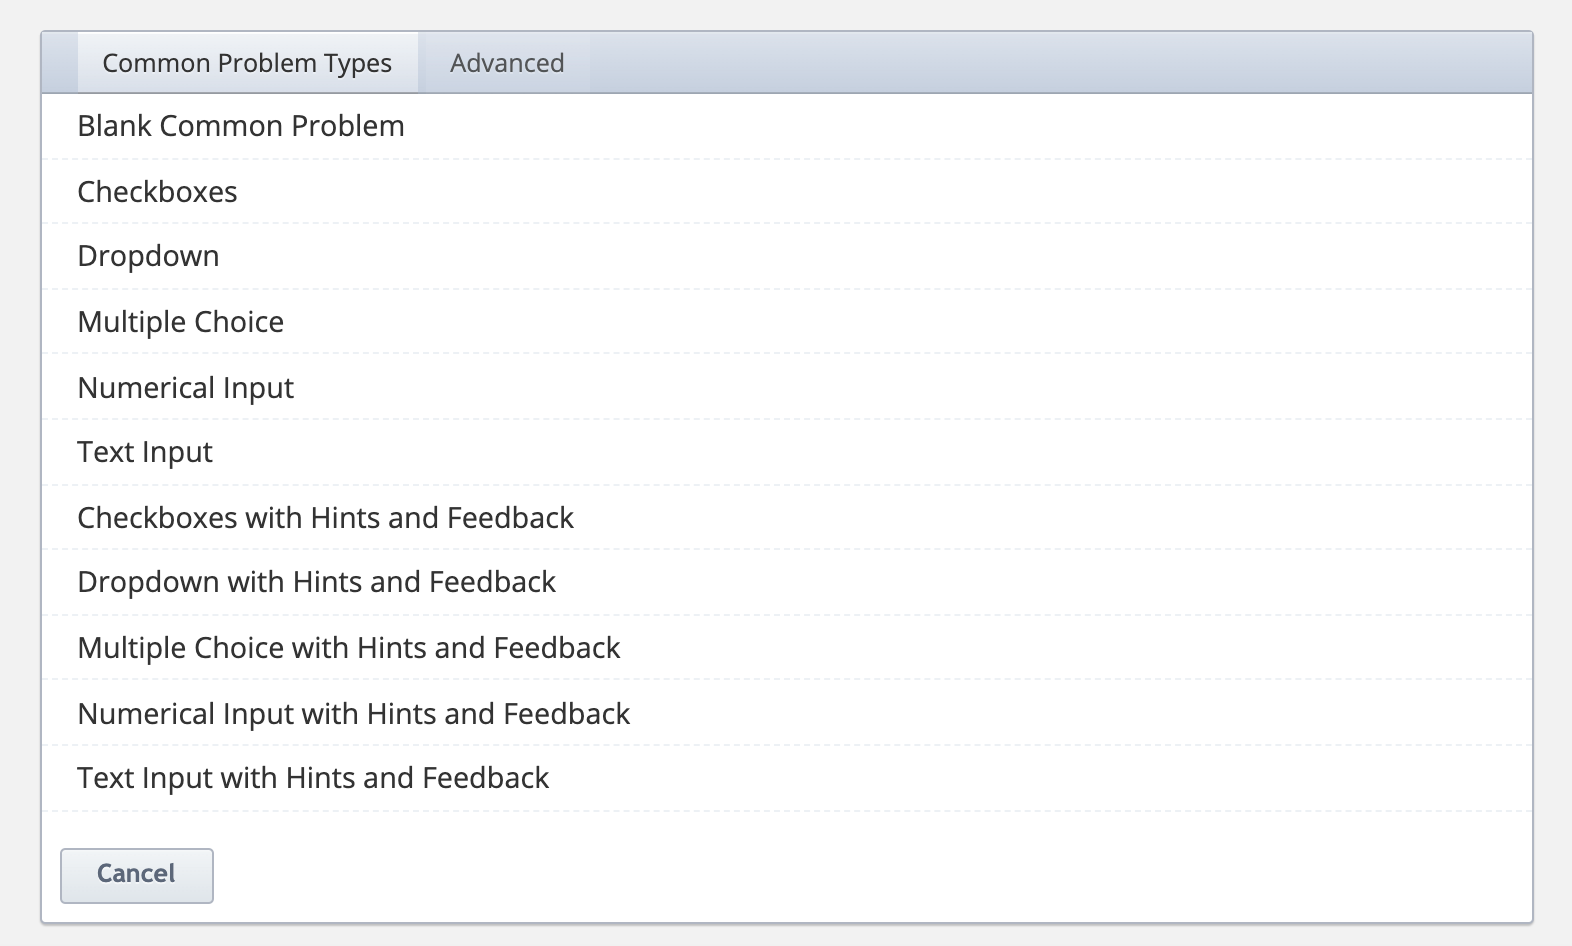 Common Problem Types Advanced
Blank Common Problem
Checkboxes
Dropdown
Multiple Choice
Numerical Input
Text Input
Checkboxes with Hints and Feedback
Dropdown with Hints and Feedback
Multiple Choice with Hints and Feedback
Numerical Input with Hints and Feedback
Text Input with Hints and Feedback
Cancel